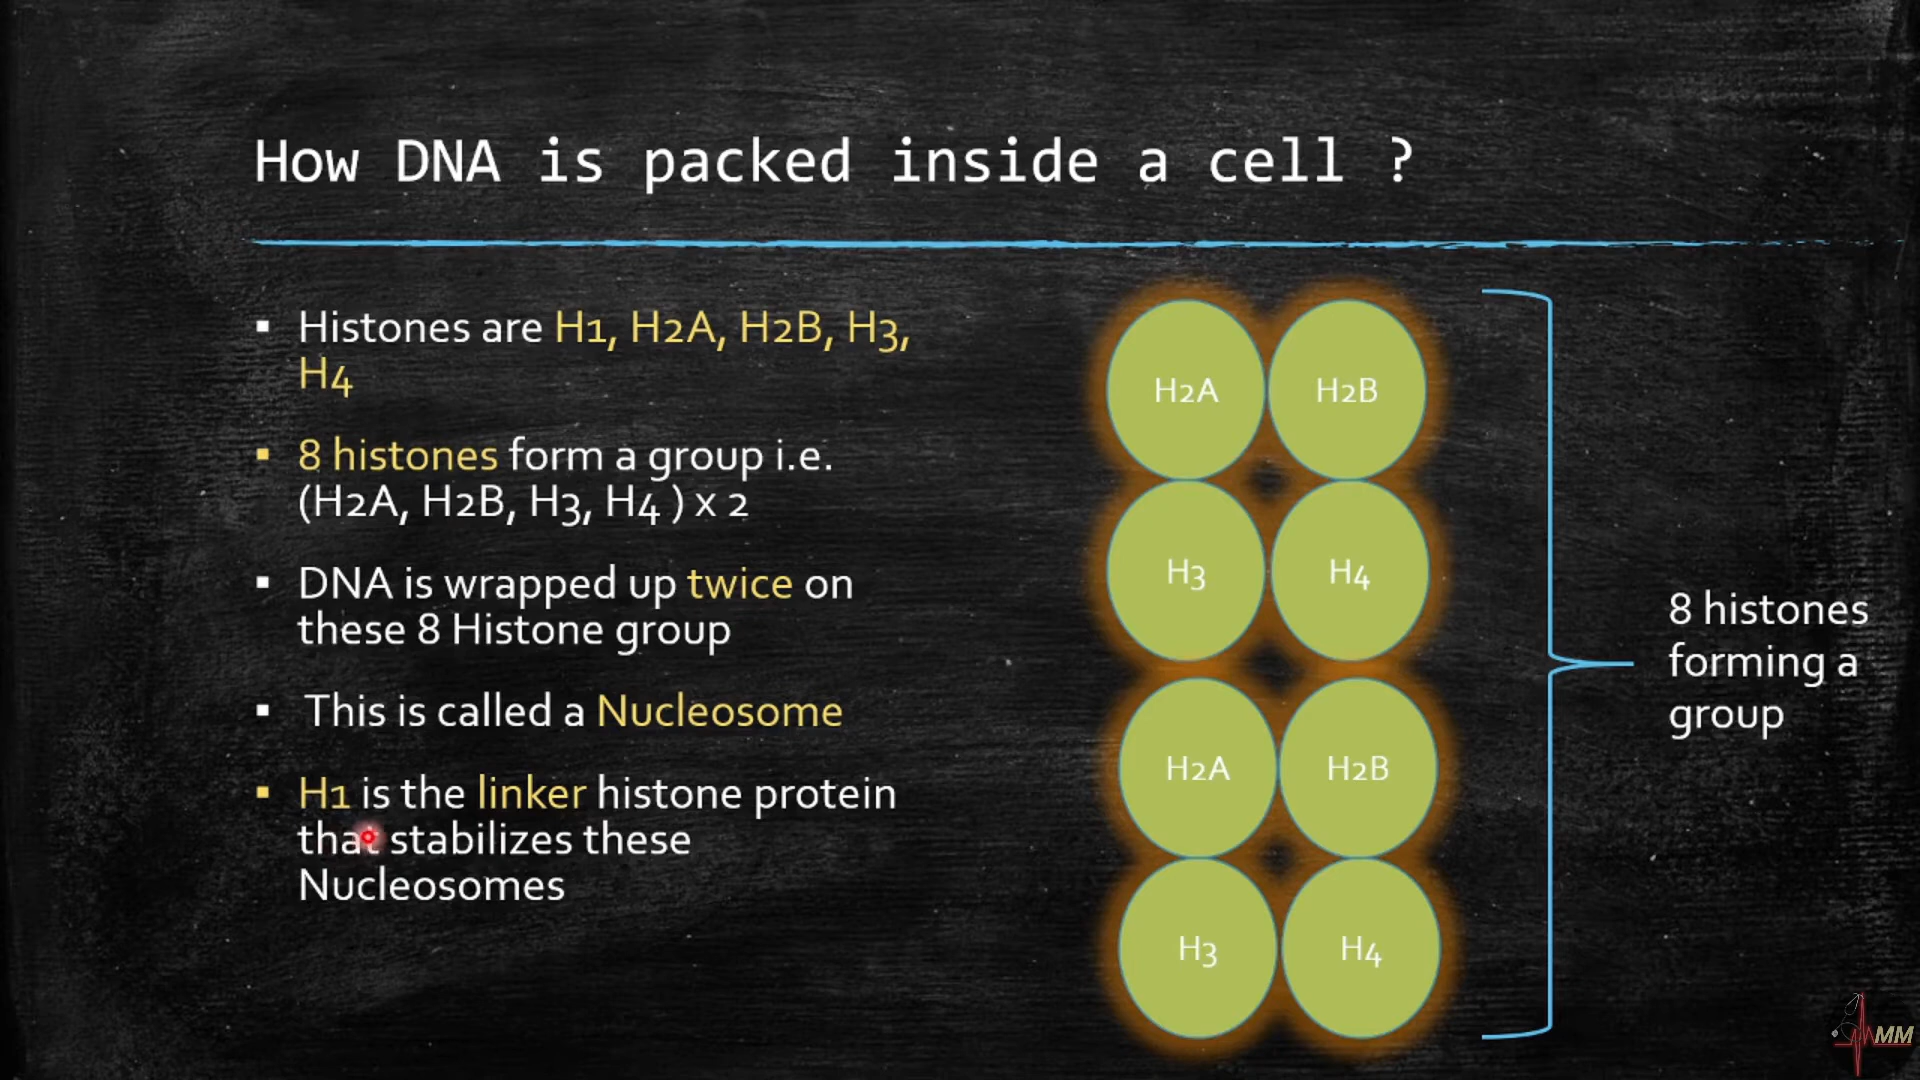 How DNA is packed inside a cell ?
▪ Histones are H1, H2A, H2B, H3,
H4
▪ 8 histones form a group i.e.
(H2A, H2B, H3, H4 ) x 2
▪ DNA is wrapped up twice on
these 8 Histone group
▪ This is called a Nucleosome
▪ H1 is the linker histone protein
that stabilizes these
Nucleosomes
H2A H2B
H3 H4
H2A H2B
H3 H4
8 histones
forming a
group
MM